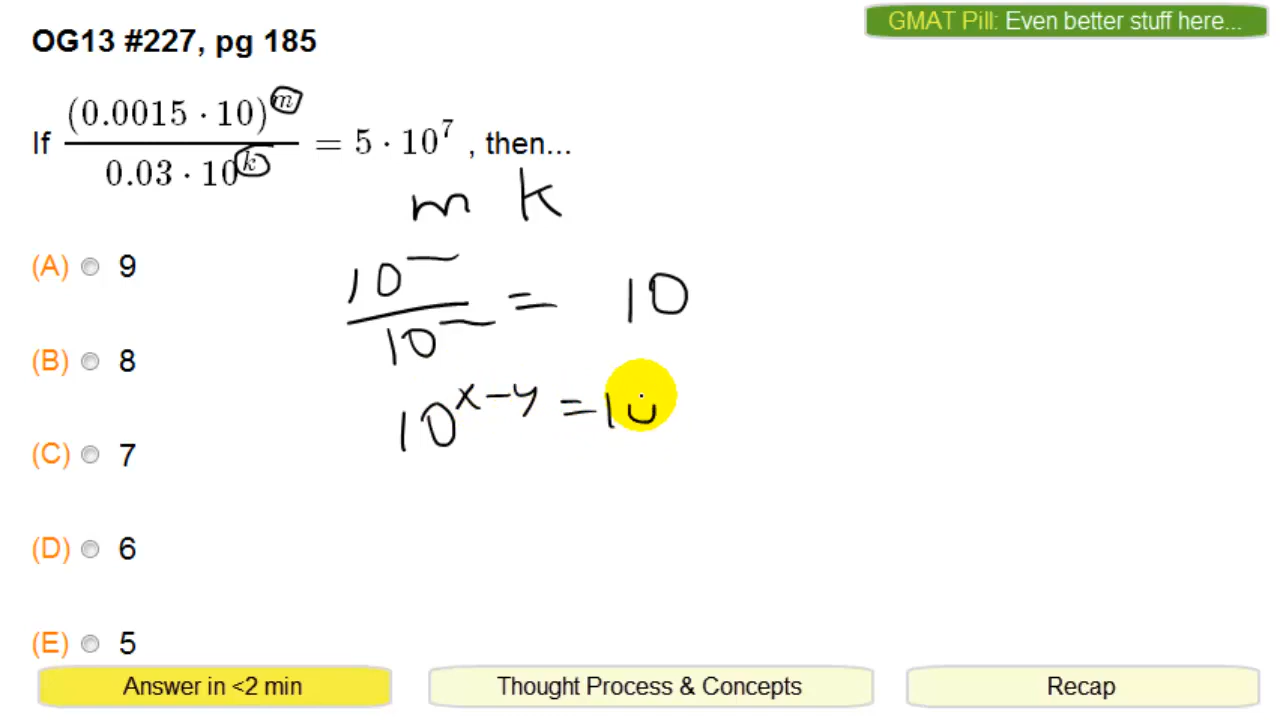 GMAT Pill: Even better stuff here...
OG13 #227, pg 185
If (0.0015 · 10)^m / 0.03 · 10^k = 5 · 10^7 , then...
m k
10^— / 10^— = 10
10^x-y = 10
(A) 9
(B) 8
(C) 7
(D) 6
(E) 5
Answer in <2 min
Thought Process & Concepts
Recap